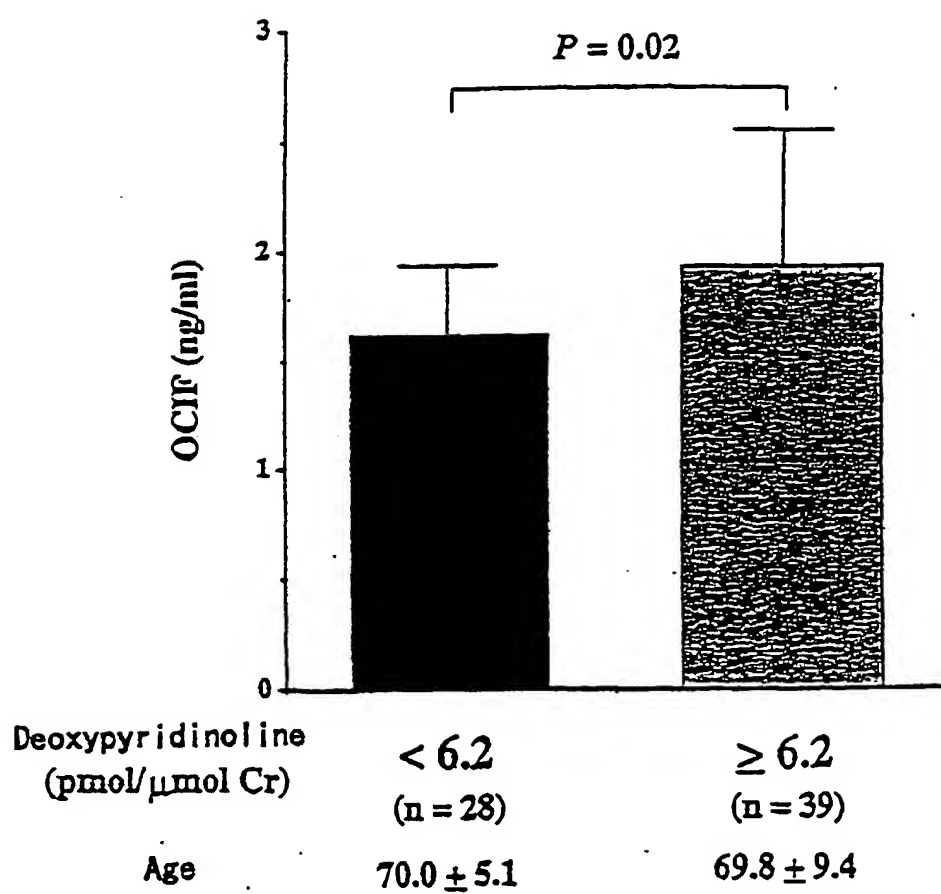 3
P = 0.02
2
OCIF (ng/ml)
1
0
Deoxypyridinoline
(pmol/μmol Cr)
< 6.2
≥ 6.2
(n = 28)
(n = 39)
Age
70.0 ± 5.1
69.8 ± 9.4